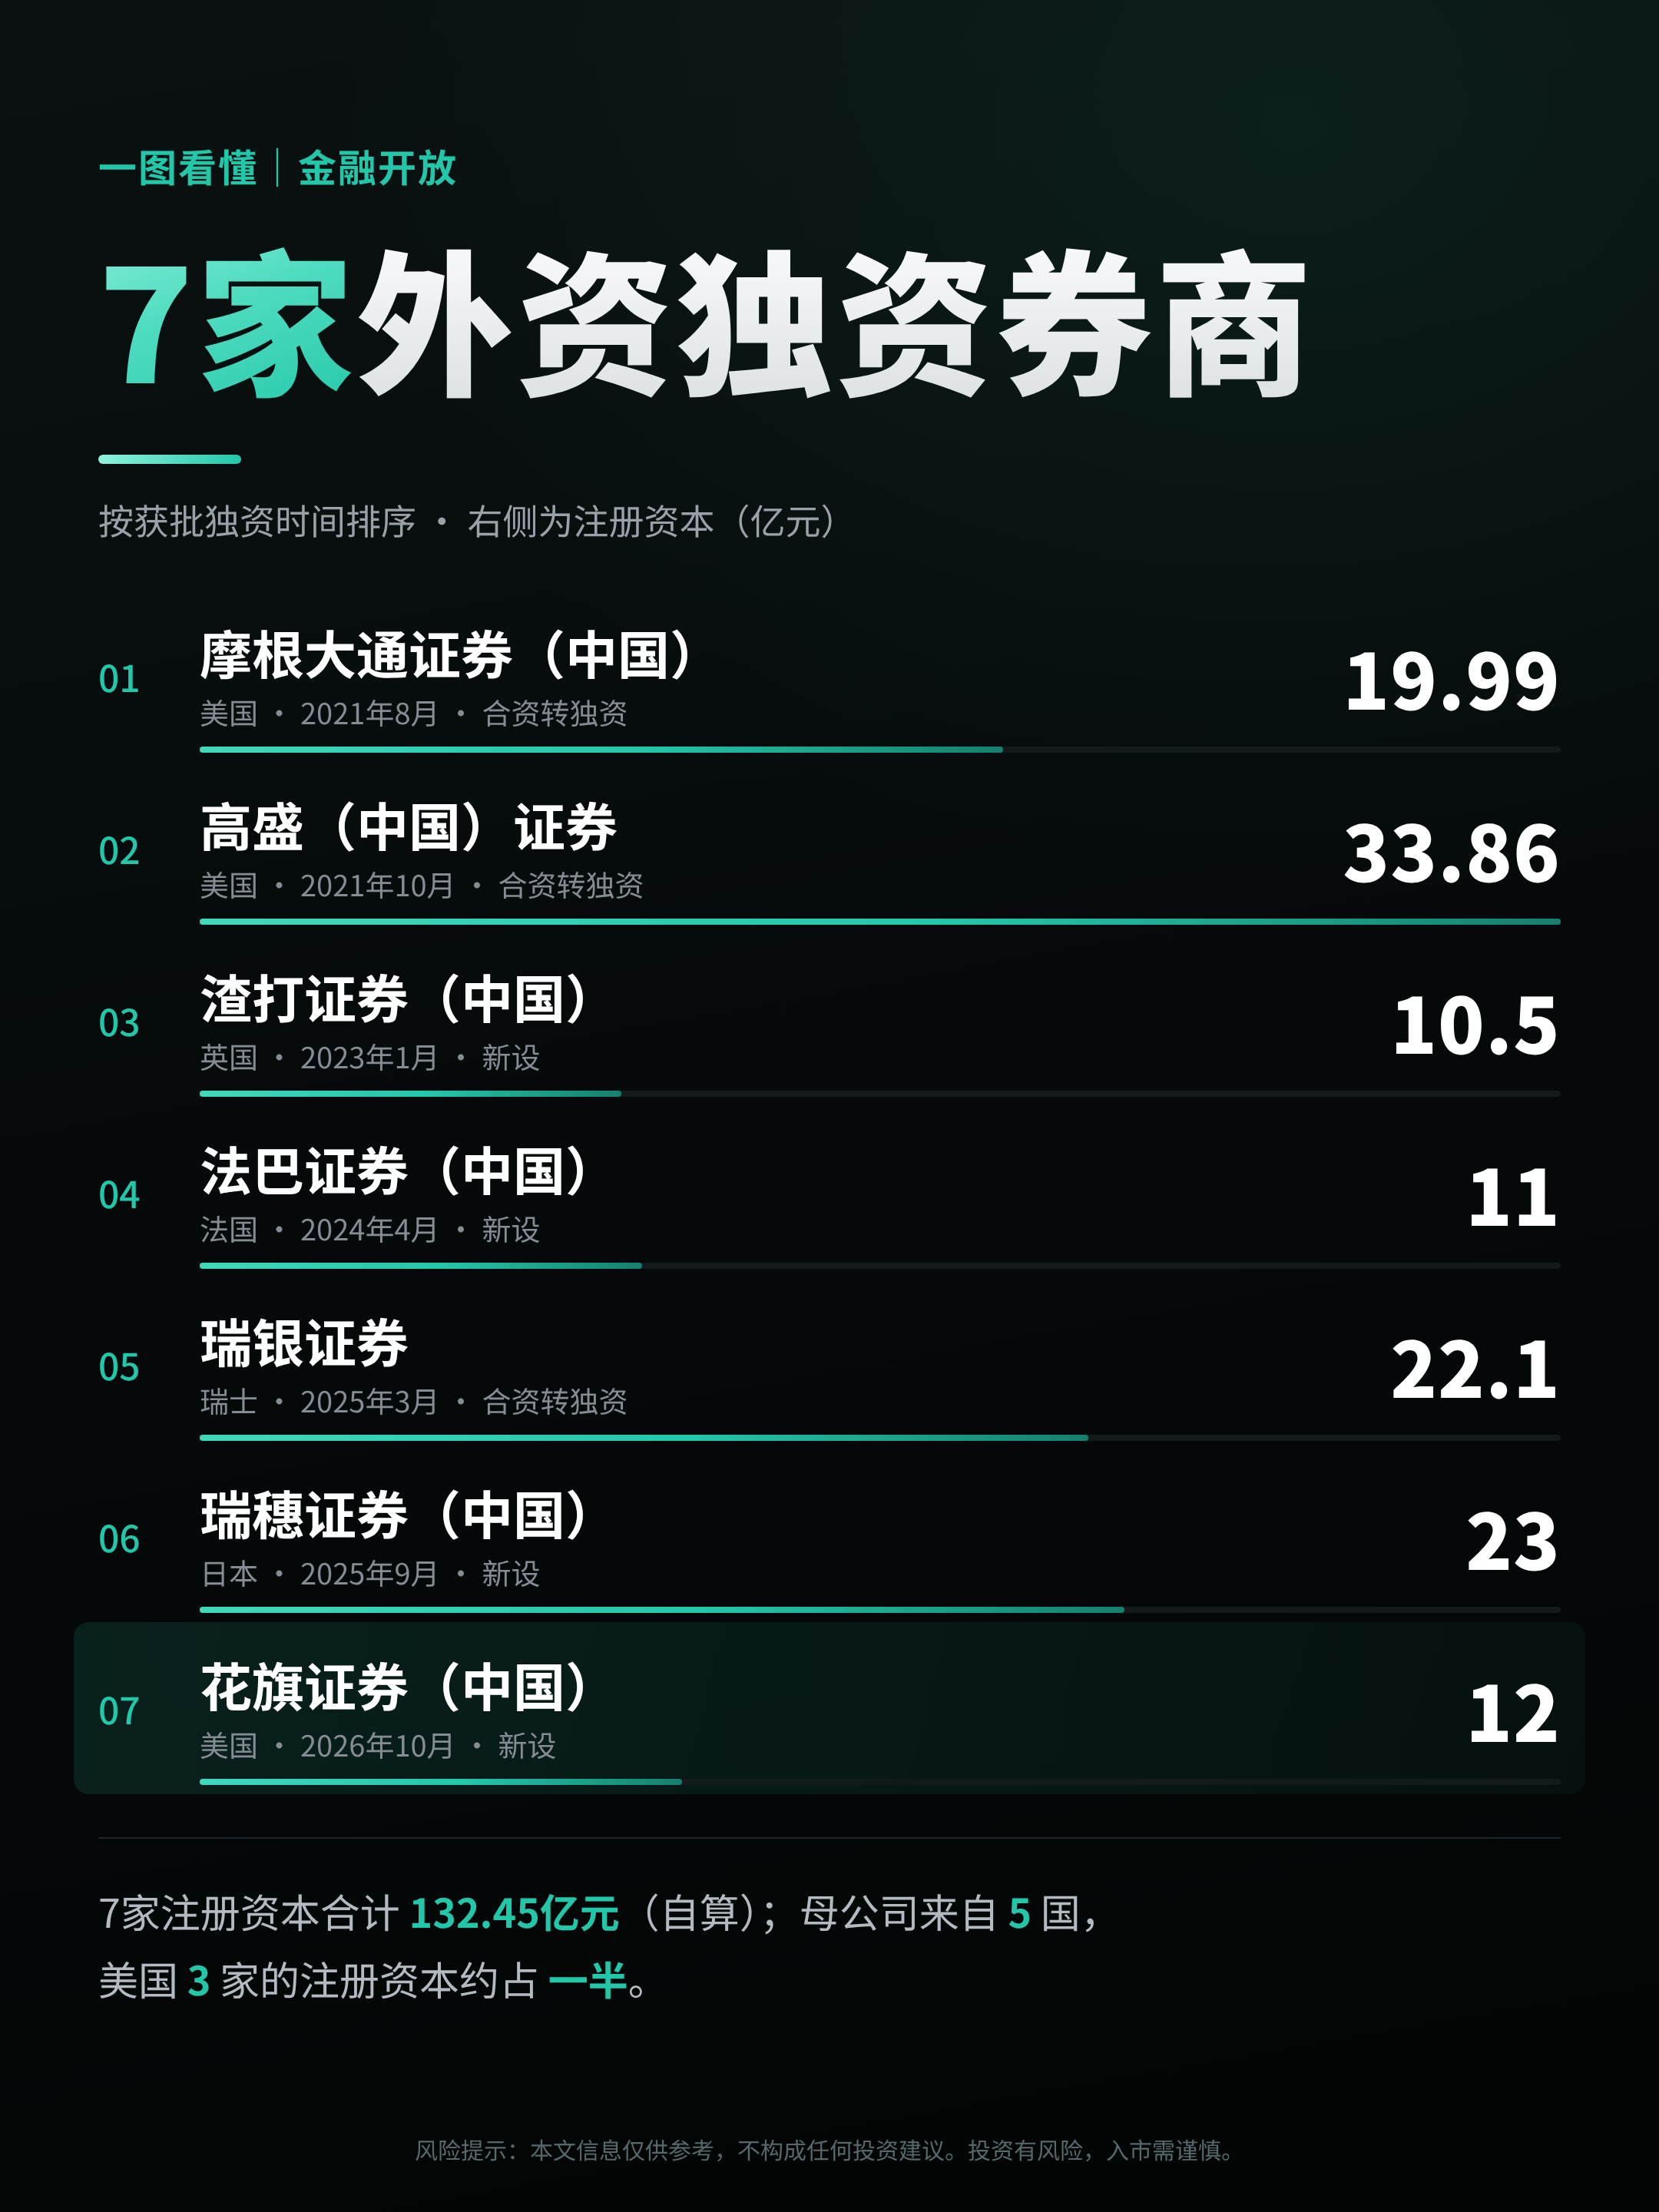 一图看懂｜金融开放
7家外资独资券商
按获批独资时间排序 · 右侧为注册资本（亿元）
01
摩根大通证券（中国）
美国 · 2021年8月 · 合资转独资
19.99
02
高盛（中国）证券
美国 · 2021年10月 · 合资转独资
33.86
03
渣打证券（中国）
英国 · 2023年1月 · 新设
10.5
04
法巴证券（中国）
法国 · 2024年4月 · 新设
11
05
瑞银证券
瑞士 · 2025年3月 · 合资转独资
22.1
06
瑞穗证券（中国）
日本 · 2025年9月 · 新设
23
07
花旗证券（中国）
美国 · 2026年10月 · 新设
12
7家注册资本合计 132.45亿元（自算）；母公司来自 5 国，
美国 3 家的注册资本约占 一半。
风险提示：本文信息仅供参考，不构成任何投资建议。投资有风险，入市需谨慎。